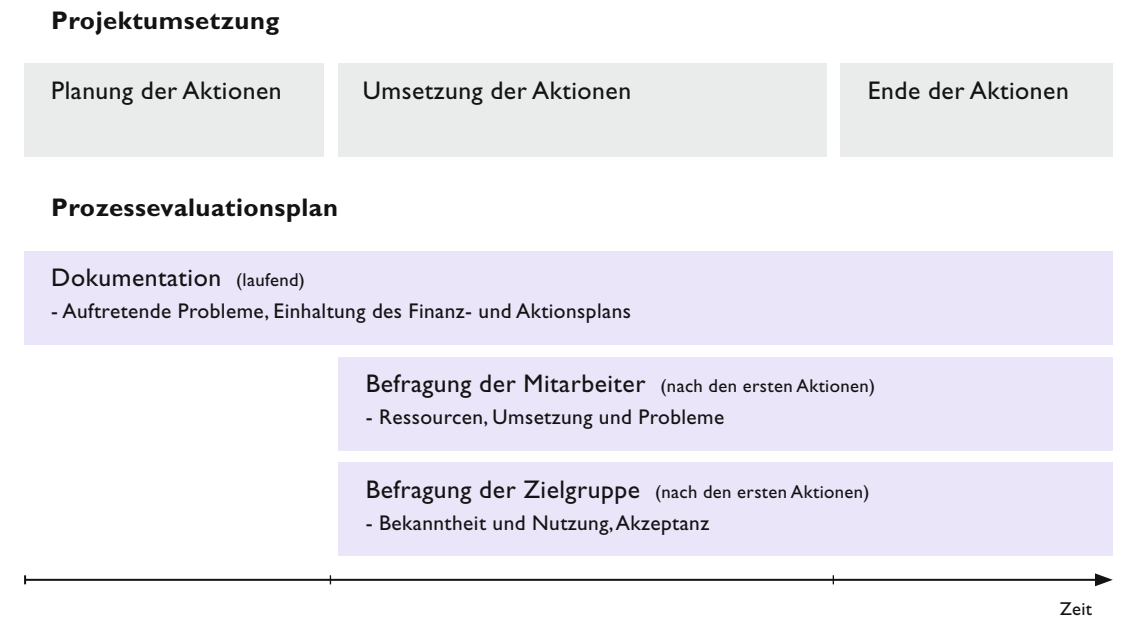 Projektumsetzung
Planung der Aktionen
Umsetzung der Aktionen
Ende der Aktionen
Prozessevaluationsplan
Dokumentation (laufend)
- Auftretende Probleme, Einhaltung des Finanz- und Aktionsplans
Befragung der Mitarbeiter (nach den ersten Aktionen)
- Ressourcen, Umsetzung und Probleme
Befragung der Zielgruppe (nach den ersten Aktionen)
- Bekanntheit und Nutzung, Akzeptanz
Zeit